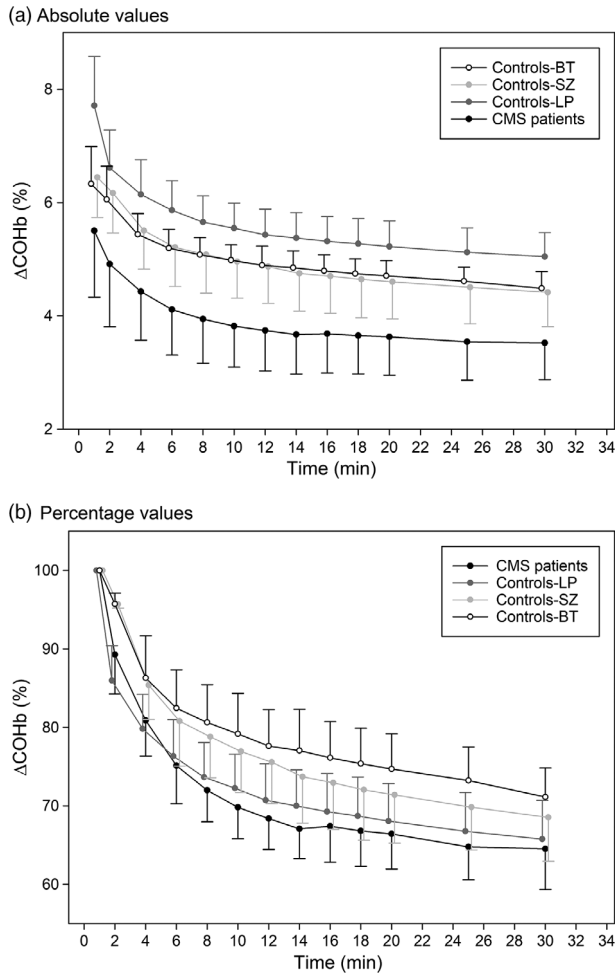 (a) Absolute values
8
6
4
2
ΔCOHb (%)
Controls-BT
Controls-SZ
Controls-LP
CMS patients
0 2 4 6 8 10 12 14 16 18 20 22 24 26 28 30 32 34
Time (min)
(b) Percentage values
100
90
80
70
60
ΔCOHb (%)
CMS patients
Controls-LP
Controls-SZ
Controls-BT
0 2 4 6 8 10 12 14 16 18 20 22 24 26 28 30 32 34
Time (min)